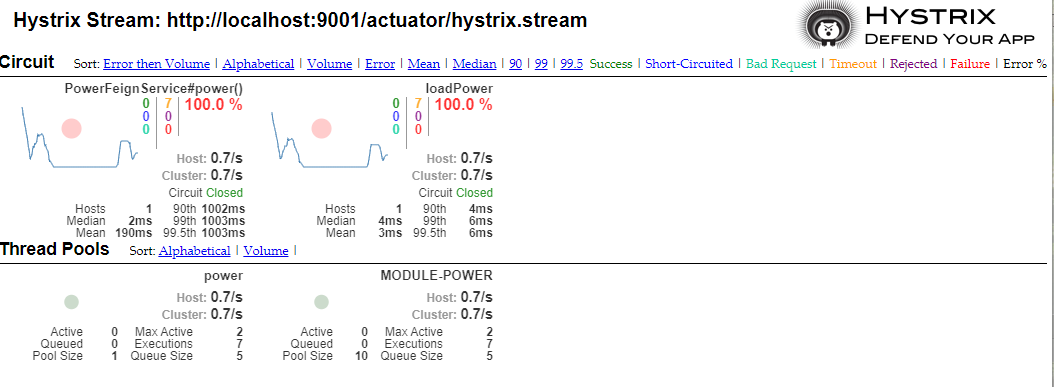 Hystrix Stream: http://localhost:9001/actuator/hystrix.stream
HYSTRIX
DEFEND YOUR APP
Circuit Sort: Error then Volume | Alphabetical | Volume | Error | Mean | Median | 90 | 99 | 99.5 Success | Short-Circuited | Bad Request | Timeout | Rejected | Failure | Error %
PowerFeignService#power()
0 7 100.0 %
0 0
0 0
Host: 0.7/s
Cluster: 0.7/s
Circuit Closed
Hosts 1 90th 1002ms
Median 2ms 99th 1003ms
Mean 190ms 99.5th 1003ms
loadPower
0 7 100.0 %
0 0
0 0
Host: 0.7/s
Cluster: 0.7/s
Circuit Closed
Hosts 1 90th 4ms
Median 4ms 99th 6ms
Mean 3ms 99.5th 6ms
Thread Pools Sort: Alphabetical | Volume |
power
Host: 0.7/s
Cluster: 0.7/s
Active 0 Max Active 2
Queued 0 Executions 7
Pool Size 1 Queue Size 5
MODULE-POWER
Host: 0.7/s
Cluster: 0.7/s
Active 0 Max Active 2
Queued 0 Executions 7
Pool Size 10 Queue Size 5